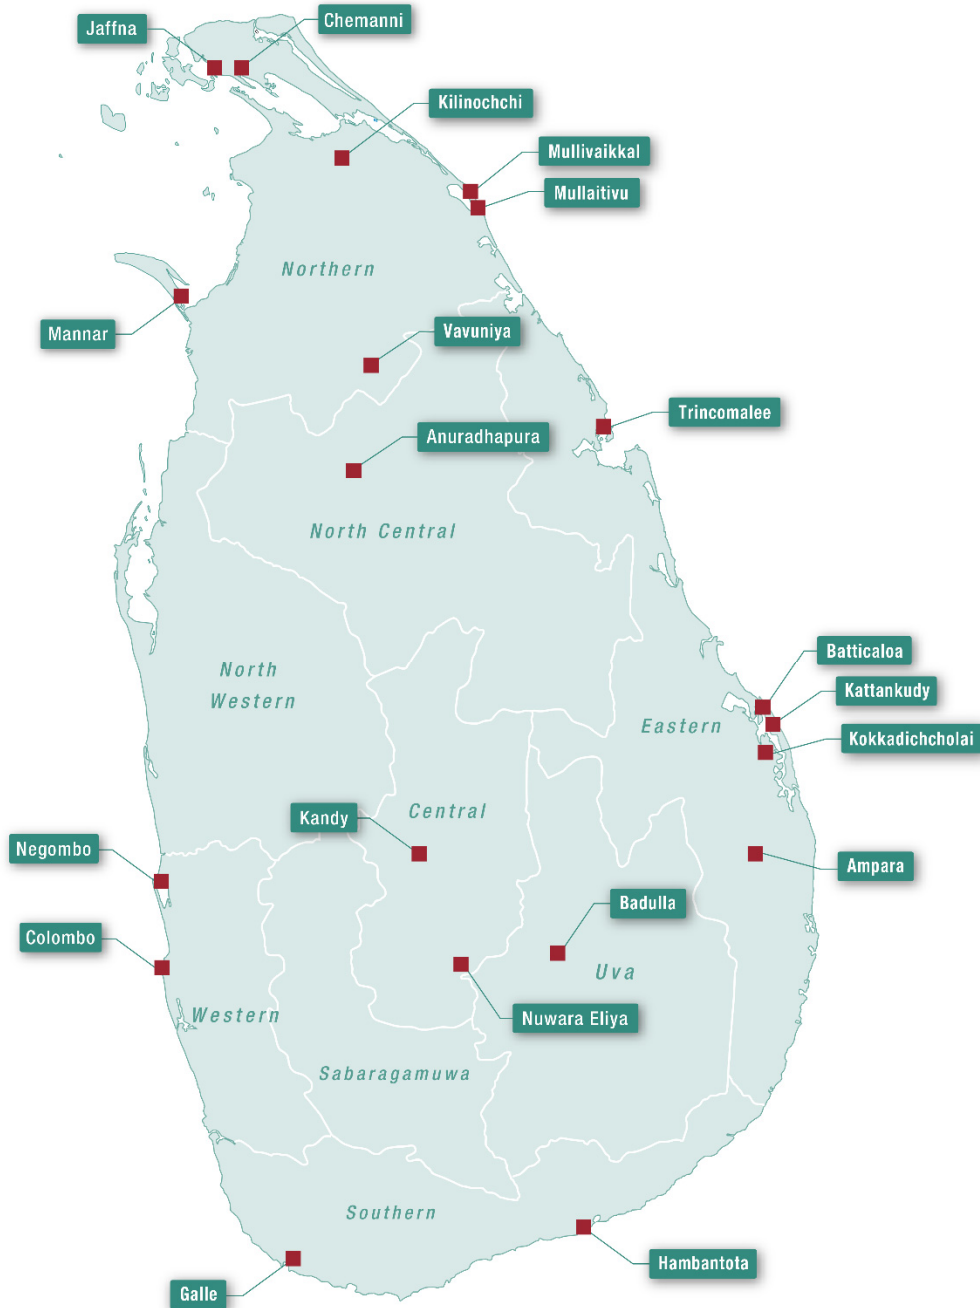 Chemanni
Jaffna
Kilinochchi
Mullivaikkal
Mullaitivu
Northern
Mannar
Vavuniya
Trincomalee
Anuradhapura
North Central
Batticaloa
North
Western
Kattankudy
Eastern
Kokkadichcholai
Central
Kandy
Negombo
Ampara
Badulla
Colombo
Uva
Western
Nuwara Eliya
Sabaragamuwa
Southern
Hambantota
Galle